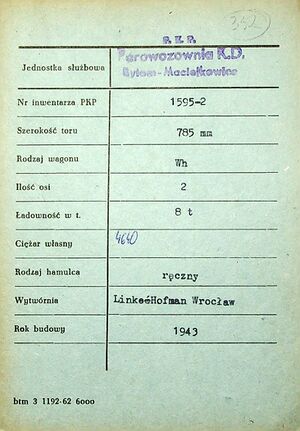 352
P.K.P.
Parowozownia K.D.
Jednostka służbowa Bytom-Maciejkowice
Nr inwentarza PKP 1595-2
Szerokość toru 785 mm
Rodzaj wagonu Wh
Ilość osi 2
Ładowność w t. 8 t
Ciężar własny 4640
Rodzaj hamulca ręczny
Wytwórnia LinkeéHofman Wrocław
Rok budowy 1943
btm 3 1192-62 6000